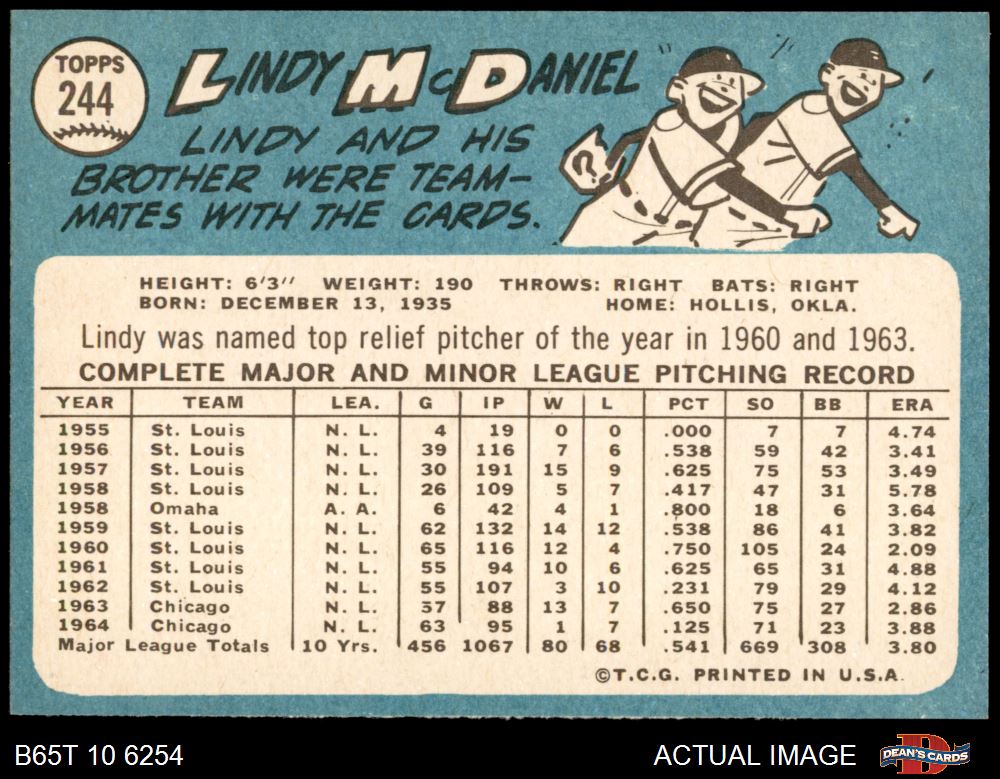 TOPPS
244
LINDY McDANIEL
LINDY AND HIS
BROTHER WERE TEAM-
MATES WITH THE CARDS.
?
HEIGHT: 6'3" WEIGHT: 190 THROWS: RIGHT BATS: RIGHT
BORN: DECEMBER 13, 1935 HOME: HOLLIS, OKLA.
Lindy was named top relief pitcher of the year in 1960 and 1963.
COMPLETE MAJOR AND MINOR LEAGUE PITCHING RECORD
YEAR TEAM LEA. G IP W L PCT SO BB ERA
1955 St. Louis N. L. 4 19 0 0 .000 7 7 4.74
1956 St. Louis N. L. 39 116 7 6 .538 59 42 3.41
1957 St. Louis N. L. 30 191 15 9 .625 75 53 3.49
1958 St. Louis N. L. 26 109 5 7 .417 47 31 5.78
1958 Omaha A. A. 6 42 4 1 .800 18 6 3.64
1959 St. Louis N. L. 62 132 14 12 .538 86 41 3.82
1960 St. Louis N. L. 65 116 12 4 .750 105 24 2.09
1961 St. Louis N. L. 55 94 10 6 .625 65 31 4.88
1962 St. Louis N. L. 55 107 3 10 .231 79 29 4.12
1963 Chicago N. L. 57 88 13 7 .650 75 27 2.86
1964 Chicago N. L. 63 95 1 7 .125 71 23 3.88
Major League Totals 10 Yrs. 456 1067 80 68 .541 669 308 3.80
©T.C.G. PRINTED IN U.S.A.
B65T 10 6254 ACTUAL IMAGE D DEAN'S CARDS